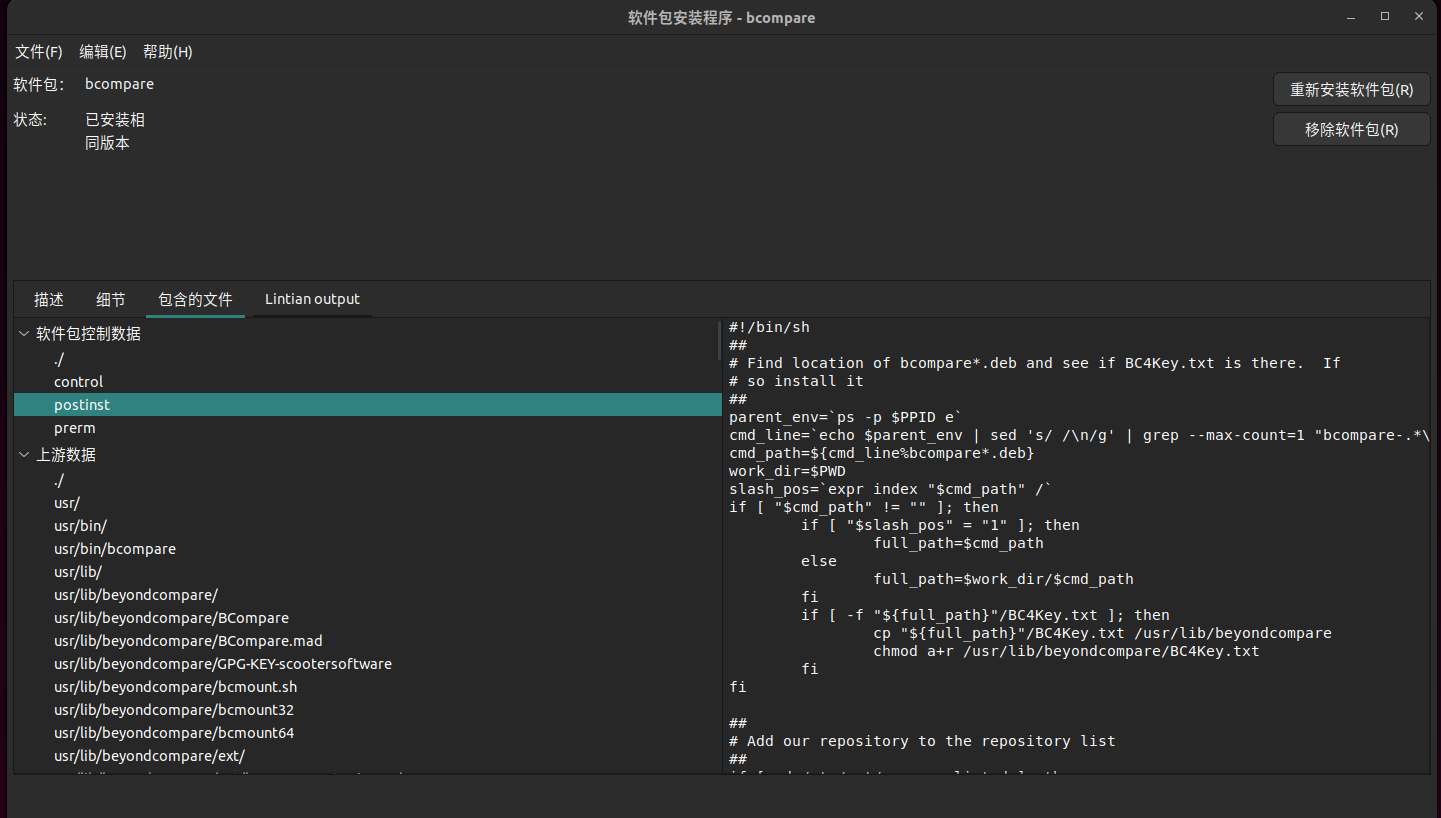 软件包安装程序 - bcompare
文件(F) 编辑(E) 帮助(H)
软件包: bcompare
重新安装软件包(R)
状态: 已安装相
同版本
移除软件包(R)
描述 细节 包含的文件 Lintian output
软件包控制数据
./
control
postinst
prerm
上游数据
./
usr/
usr/bin/
usr/bin/bcompare
usr/lib/
usr/lib/beyondcompare/
usr/lib/beyondcompare/BCompare
usr/lib/beyondcompare/BCompare.mad
usr/lib/beyondcompare/GPG-KEY-scootersoftware
usr/lib/beyondcompare/bcmount.sh
usr/lib/beyondcompare/bcmount32
usr/lib/beyondcompare/bcmount64
usr/lib/beyondcompare/ext/
#!/bin/sh
##
# Find location of bcompare*.deb and see if BC4Key.txt is there.  If
# so install it
##
parent_env=`ps -p $PPID e`
cmd_line=`echo $parent_env | sed 's/ /\n/g' | grep --max-count=1 "bcompare-.*\
cmd_path=${cmd_line%bcompare*.deb}
work_dir=$PWD
slash_pos=`expr index "$cmd_path" /`
if [ "$cmd_path" != "" ]; then
if [ "$slash_pos" = "1" ]; then
full_path=$cmd_path
else
full_path=$work_dir/$cmd_path
fi
if [ -f "${full_path}"/BC4Key.txt ]; then
cp "${full_path}"/BC4Key.txt /usr/lib/beyondcompare
chmod a+r /usr/lib/beyondcompare/BC4Key.txt
fi
fi
##
# Add our repository to the repository list
##